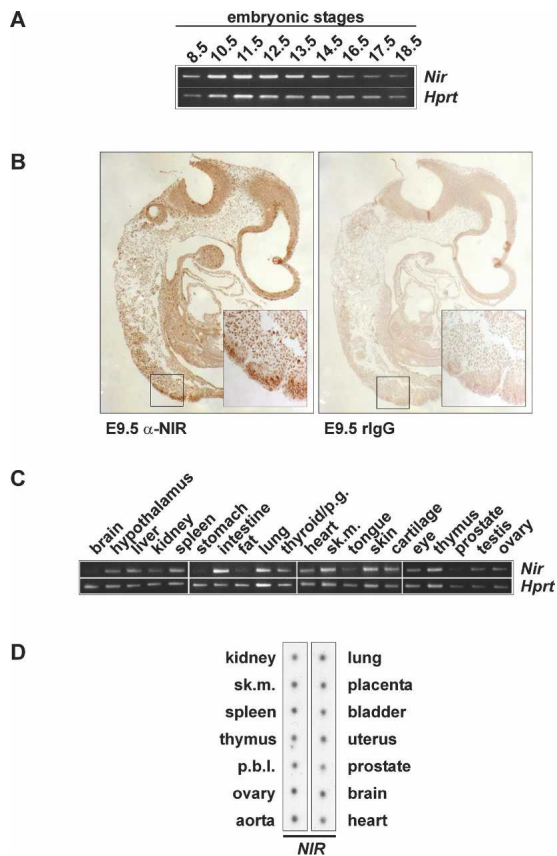 A
embryonic stages
8.5 10.5 11.5 12.5 13.5 14.5 16.5 17.5 18.5
Nir
Hprt
B
E9.5 α-NIR
E9.5 rIgG
C
brain hypothalamus liver kidney spleen stomach intestine fat lung thyroid/p.g. heart sk.m. tongue skin cartilage eye thymus prostate testis ovary
Nir
Hprt
D
kidney lung
sk.m. placenta
spleen bladder
thymus uterus
p.b.l. prostate
ovary brain
aorta heart
NIR